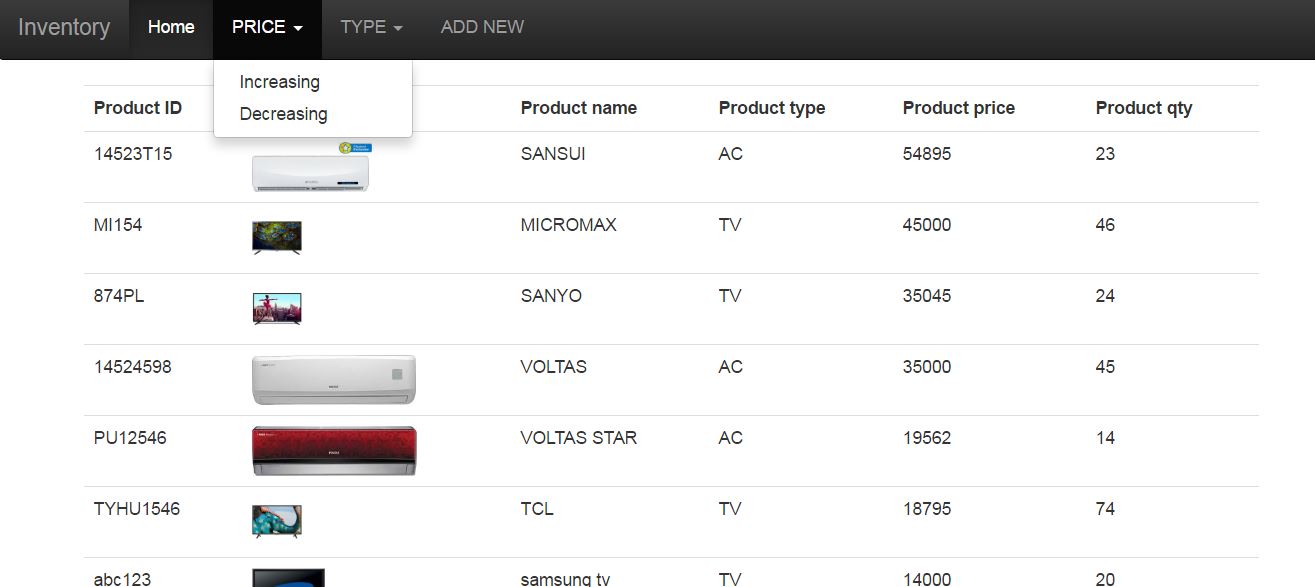 Inventory Home PRICE TYPE ADD NEW
Increasing
Decreasing
Product ID Product name Product type Product price Product qty
14523T15 SANSUI AC 54895 23
MI154 MICROMAX TV 45000 46
874PL SANYO TV 35045 24
14524598 VOLTAS AC 35000 45
PU12546 VOLTAS STAR AC 19562 14
TYHU1546 TCL TV 18795 74
abc123 samsung tv TV 14000 20